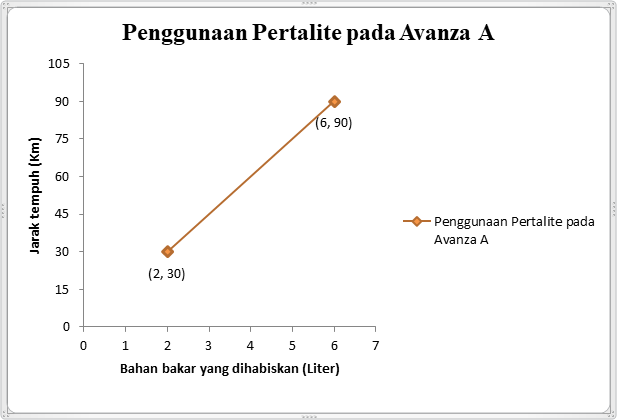 Penggunaan Pertalite pada Avanza A
105
90
75
60
45
30
15
0
Jarak tempuh (Km)
(6, 90)
(2, 30)
Penggunaan Pertalite pada
Avanza A
0 1 2 3 4 5 6 7
Bahan bakar yang dihabiskan (Liter)